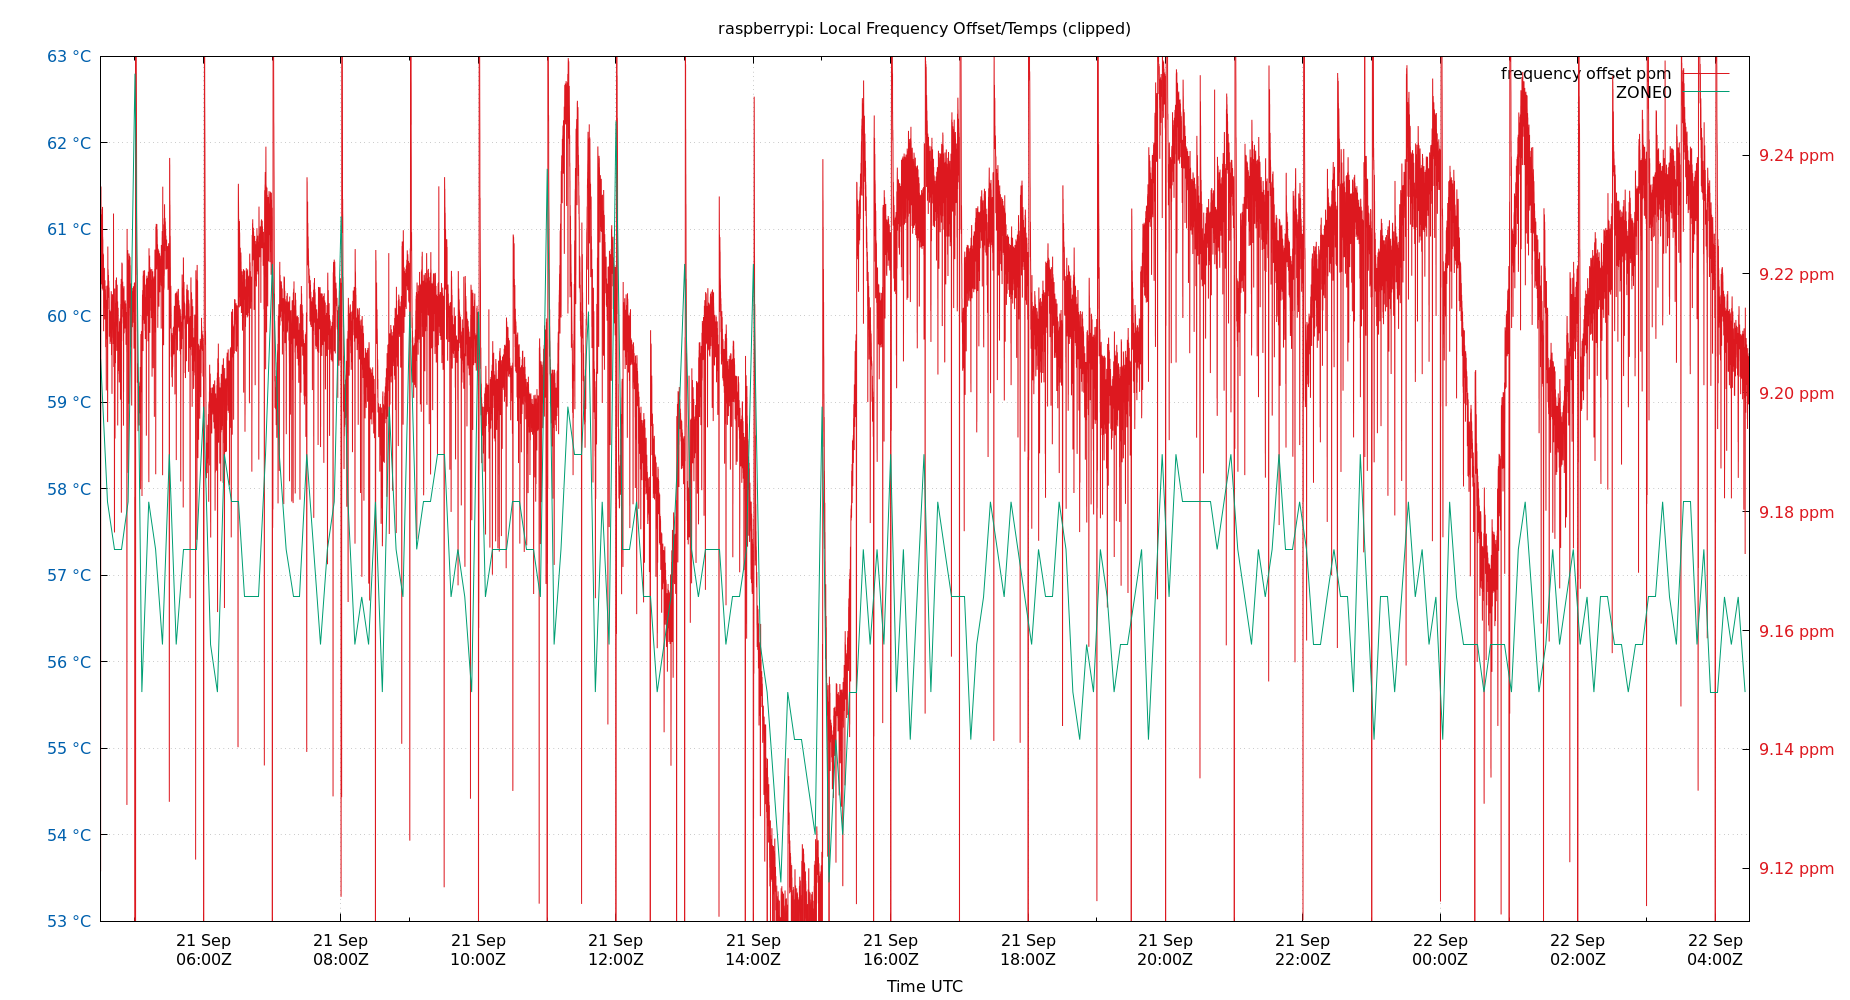 raspberrypi: Local Frequency Offset/Temps (clipped)
63 °C
62 °C
61 °C
60 °C
59 °C
58 °C
57 °C
56 °C
55 °C
54 °C
53 °C
frequency offset ppm
ZONE0
9.24 ppm
9.22 ppm
9.20 ppm
9.18 ppm
9.16 ppm
9.14 ppm
9.12 ppm
21 Sep 21 Sep 21 Sep 21 Sep 21 Sep 21 Sep 21 Sep 21 Sep 21 Sep 22 Sep 22 Sep 22 Sep
06:00Z 08:00Z 10:00Z 12:00Z 14:00Z 16:00Z 18:00Z 20:00Z 22:00Z 00:00Z 02:00Z 04:00Z
Time UTC